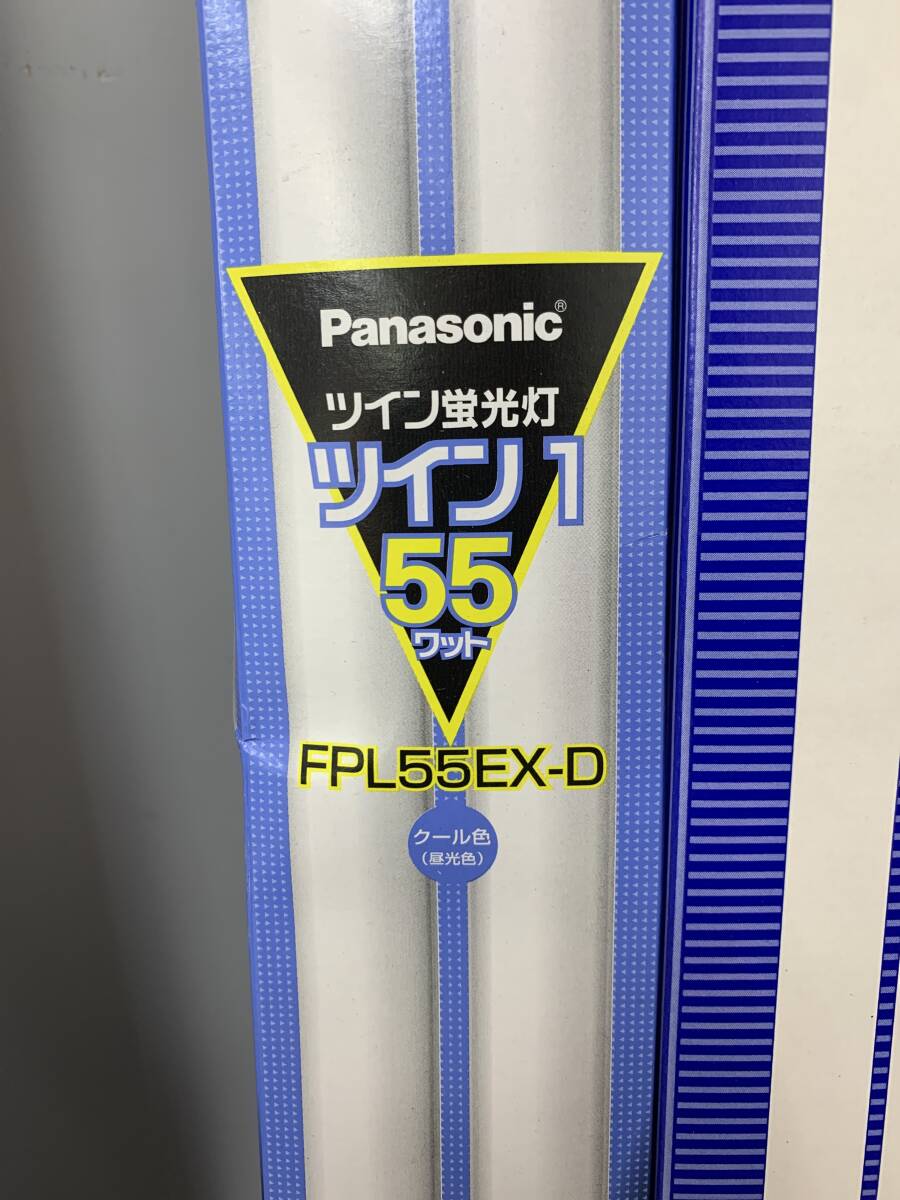 Panasonic®
ツイン蛍光灯
ツイン1
55
ワット
FPL55EX-D
クール色
(昼光色)